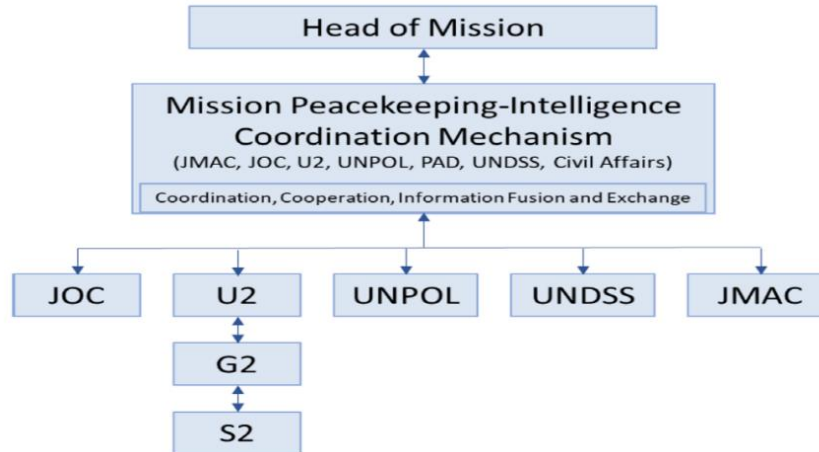 Head of Mission
Mission Peacekeeping-Intelligence
Coordination Mechanism
(JMAC, JOC, U2, UNPOL, PAD, UNDSS, Civil Affairs)
Coordination, Cooperation, Information Fusion and Exchange
JOC
U2
UNPOL
UNDSS
JMAC
G2
S2